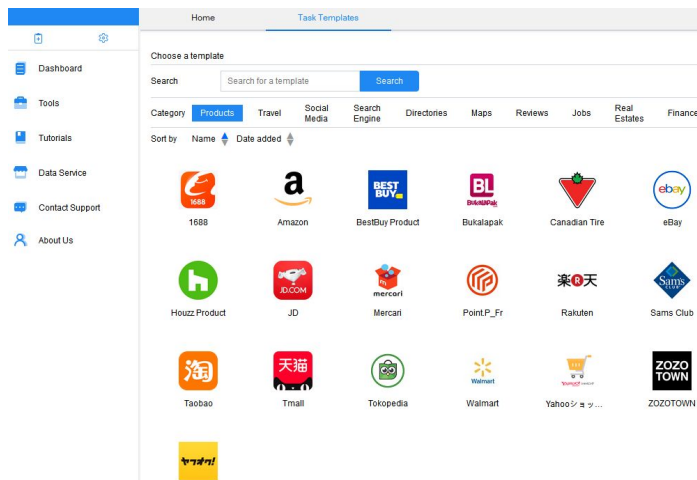 Home
Task Templates
Dashboard
Tools
Tutorials
Data Service
Contact Support
About Us
Choose a template
Search
Search for a template
Search
Category
Products
Travel
Social Media
Search Engine
Directories
Maps
Reviews
Jobs
Real Estates
Finance
Sort by
Name
Date added
1688
a
BEST BUY
BL
BukaLapak
ebay
1688
Amazon
BestBuy Product
Bukalapak
Canadian Tire
eBay
h
JD.COM
mercari
楽R天
Sam's
CLUB
Houzz Product
JD
Mercari
Point.P_Fr
Rakuten
Sams Club
淘
天猫
Walmart
ZOZO
TOWN
Taobao
Tmall
Tokopedia
Walmart
Yahooショッ...
ZOZOTOWN
ヤフオク!